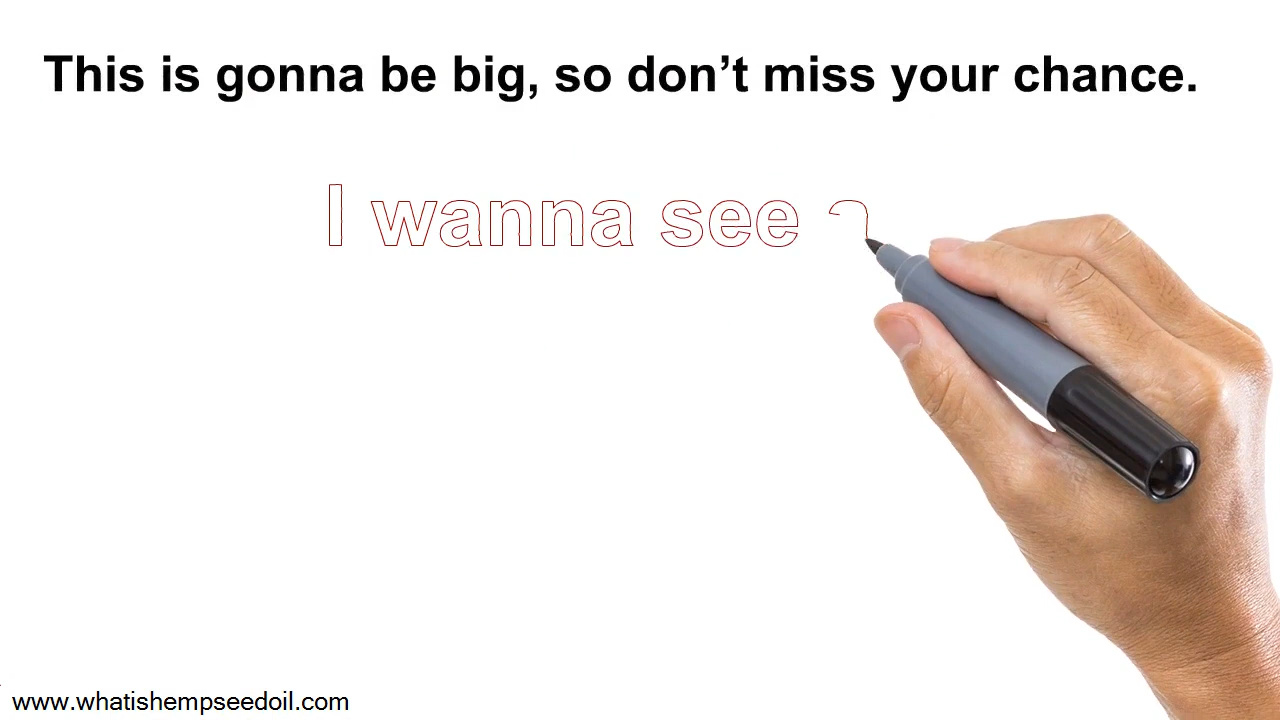 This is gonna be big, so don’t miss your chance.
I wanna see
www.whatishempseedoil.com